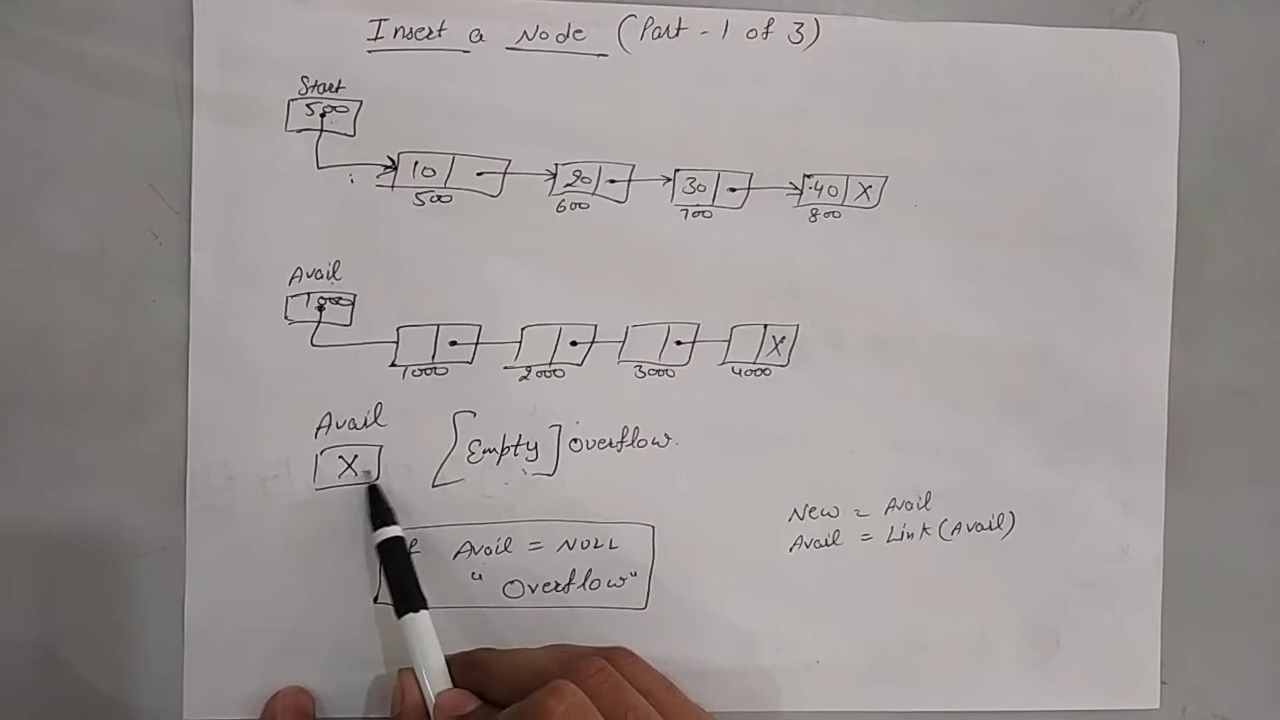 Insert a Node (Part - 1 of 3)
Start
500
10 20 30 40 X
500 600 700 800
Avail
1000
X
1000 2000 3000 4000
Avail
X [Empty] overflow.
New = Avail
Avail = Link (Avail)
Avail = NULL
" Overflow"